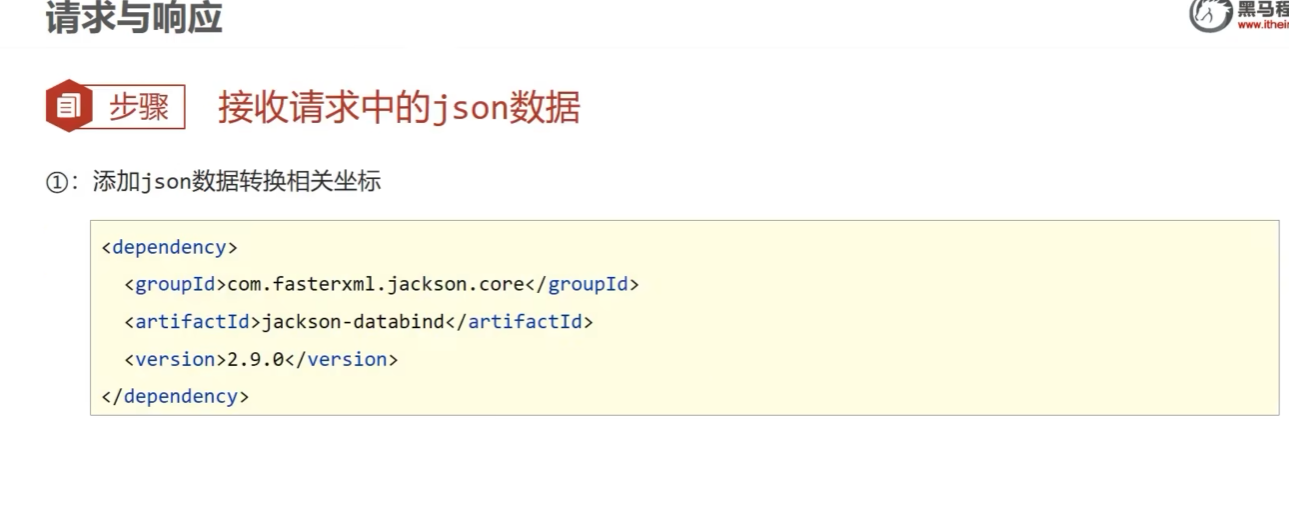 请求与响应
黑马程
www.ithei
步骤 接收请求中的json数据
①：添加json数据转换相关坐标
<dependency>
<groupId>com.fasterxml.jackson.core</groupId>
<artifactId>jackson-databind</artifactId>
<version>2.9.0</version>
</dependency>